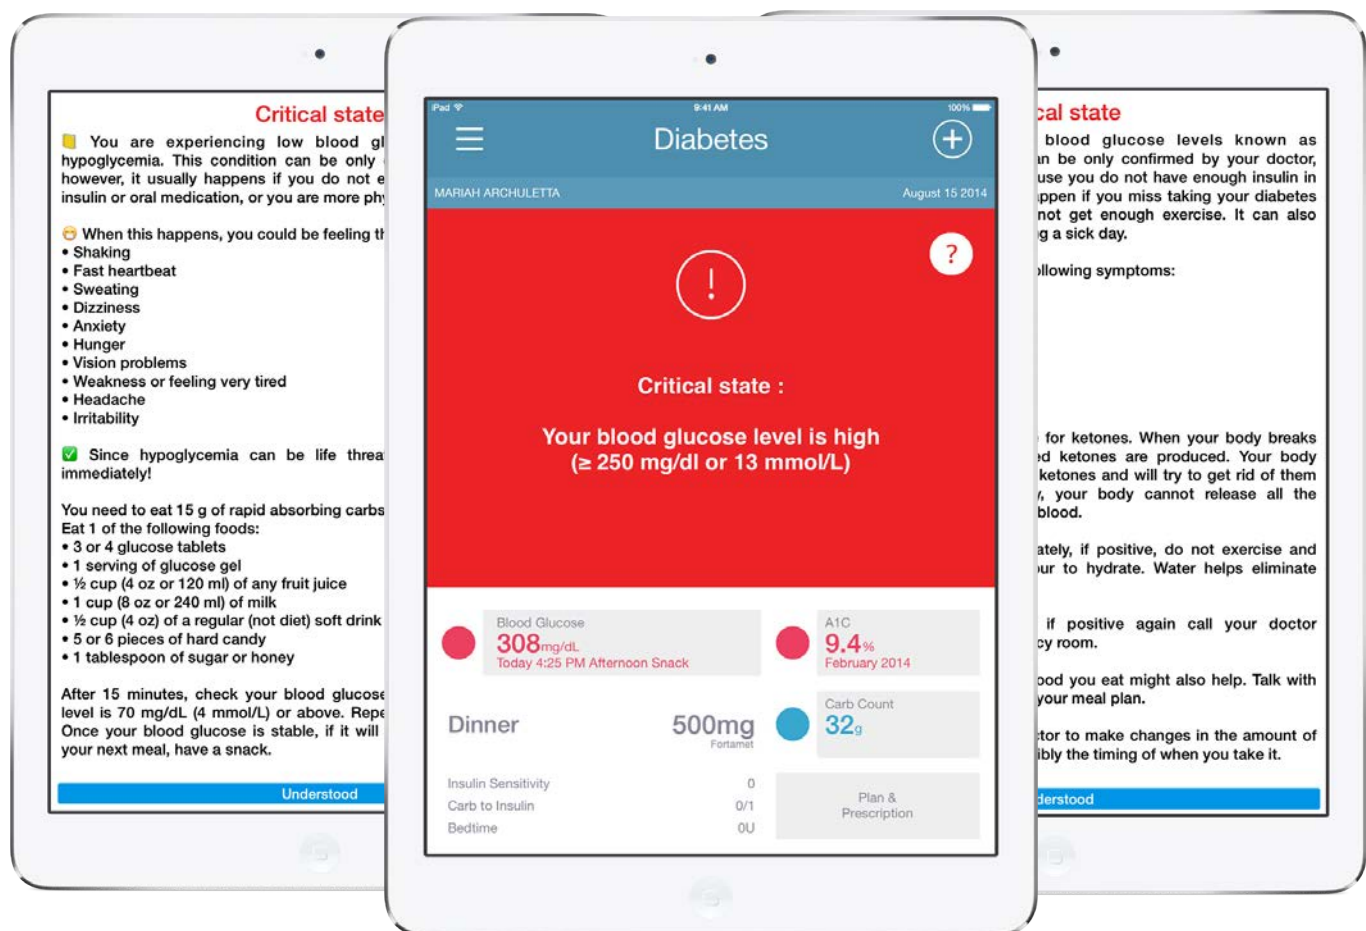 Critical state
You are experiencing low blood gl
hypoglycemia. This condition can be only
however, it usually happens if you do not e
insulin or oral medication, or you are more phy
When this happens, you could be feeling th
• Shaking
• Fast heartbeat
• Sweating
• Dizziness
• Anxiety
• Hunger
• Vision problems
• Weakness or feeling very tired
• Headache
• Irritability
Since hypoglycemia can be life threa
immediately!
You need to eat 15 g of rapid absorbing carbs
Eat 1 of the following foods:
• 3 or 4 glucose tablets
• 1 serving of glucose gel
• ½ cup (4 oz or 120 ml) of any fruit juice
• 1 cup (8 oz or 240 ml) of milk
• ½ cup (4 oz) of a regular (not diet) soft drink
• 5 or 6 pieces of hard candy
• 1 tablespoon of sugar or honey
After 15 minutes, check your blood glucose
level is 70 mg/dL (4 mmol/L) or above. Repe
Once your blood glucose is stable, if it will
your next meal, have a snack.
Understood
iPad 9:41 AM 100%
Diabetes
MARIAH ARCHULETTA August 15 2014
?
!
Critical state :
Your blood glucose level is high
(≥ 250 mg/dl or 13 mmol/L)
Blood Glucose
308mg/dL
Today 4:25 PM Afternoon Snack
A1C
9.4%
February 2014
Dinner 500mg
Fortamet
Carb Count
32g
Insulin Sensitivity 0
Carb to Insulin 0/1
Bedtime 0U
Plan &
Prescription
cal state
blood glucose levels known as
an be only confirmed by your doctor,
use you do not have enough insulin in
appen if you miss taking your diabetes
not get enough exercise. It can also
g a sick day.
ollowing symptoms:
for ketones. When your body breaks
ed ketones are produced. Your body
ketones and will try to get rid of them
y, your body cannot release all the
blood.
ately, if positive, do not exercise and
our to hydrate. Water helps eliminate
if positive again call your doctor
cy room.
ood you eat might also help. Talk with
your meal plan.
ctor to make changes in the amount of
ibly the timing of when you take it.
derstood